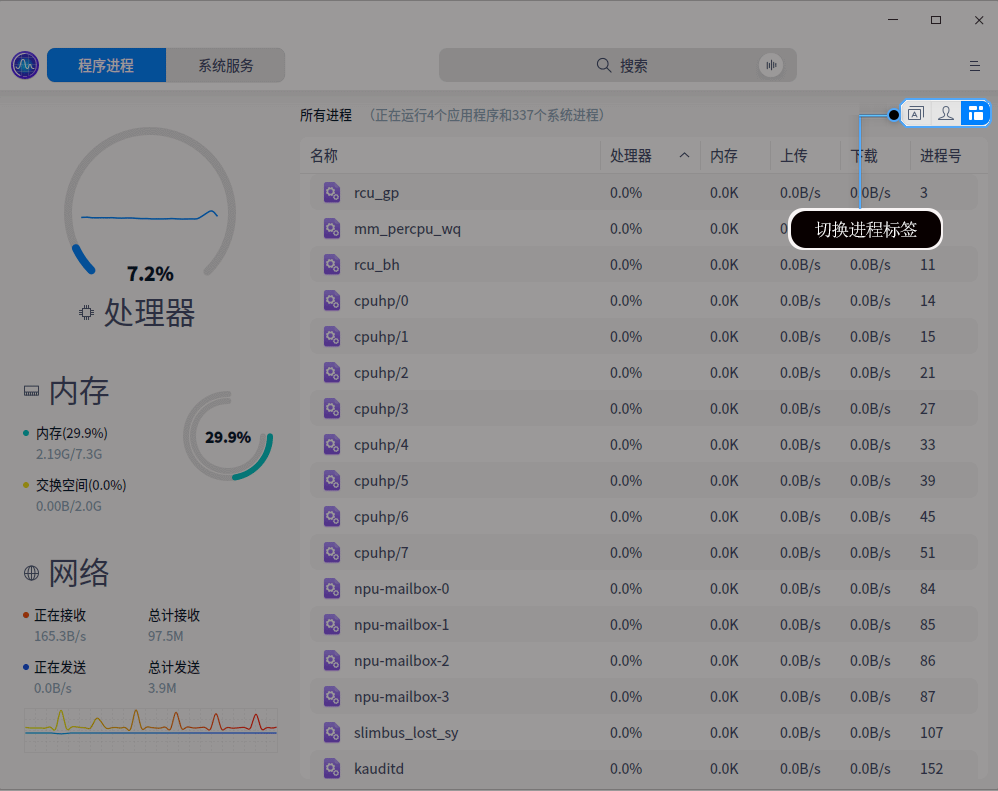 程序进程 系统服务 搜索
所有进程 （正在运行4个应用程序和337个系统进程）
切换进程标签
7.2%
处理器
内存
内存(29.9%)
2.19G/7.3G
交换空间(0.0%)
0.00B/2.0G
29.9%
网络
正在接收 总计接收
165.3B/s 97.5M
正在发送 总计发送
0.0B/s 3.9M
名称 处理器 内存 上传 下载 进程号
rcu_gp 0.0% 0.0K 0.0B/s 0.0B/s 3
mm_percpu_wq 0.0% 0.0K
rcu_bh 0.0% 0.0K 0.0B/s 0.0B/s 11
cpuhp/0 0.0% 0.0K 0.0B/s 0.0B/s 14
cpuhp/1 0.0% 0.0K 0.0B/s 0.0B/s 15
cpuhp/2 0.0% 0.0K 0.0B/s 0.0B/s 21
cpuhp/3 0.0% 0.0K 0.0B/s 0.0B/s 27
cpuhp/4 0.0% 0.0K 0.0B/s 0.0B/s 33
cpuhp/5 0.0% 0.0K 0.0B/s 0.0B/s 39
cpuhp/6 0.0% 0.0K 0.0B/s 0.0B/s 45
cpuhp/7 0.0% 0.0K 0.0B/s 0.0B/s 51
npu-mailbox-0 0.0% 0.0K 0.0B/s 0.0B/s 84
npu-mailbox-1 0.0% 0.0K 0.0B/s 0.0B/s 85
npu-mailbox-2 0.0% 0.0K 0.0B/s 0.0B/s 86
npu-mailbox-3 0.0% 0.0K 0.0B/s 0.0B/s 87
slimbus_lost_sy 0.0% 0.0K 0.0B/s 0.0B/s 107
kauditd 0.0% 0.0K 0.0B/s 0.0B/s 152